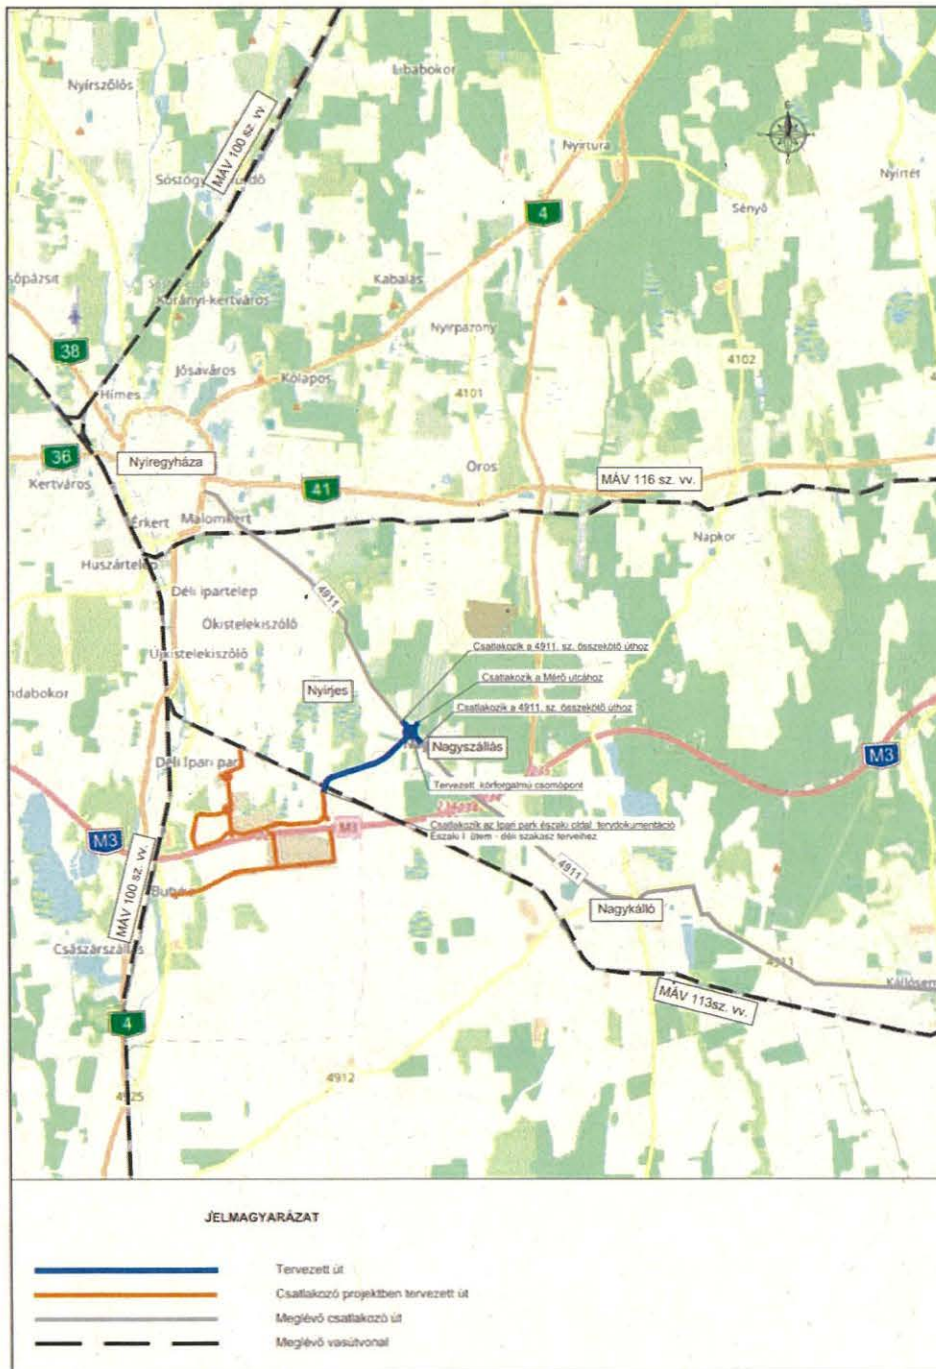 Nyírszőlős
Ibabokor
MÁV 100 sz. vv.
Nyírtura
Nyírtét
4
Sényő
Kabalás
Korányi-kertváros
Nyírpazony
38
4102
Jósaváros
Kólapos
Hímes
4101
36
Nyíregyháza
Oros
Kertváros
41
MÁV 116 sz. vv.
Érkert
Malomkert
Napkor
Huszártelep
Déli ipartelep
4911
Ókistelekiszőlő
Csatlakozik a 4911. sz. összekötő úthoz
Újkistelekiszőlő
Csatlakozik a Mérő utcához
ndabokor
Nyírjes
Csatlakozik a 4911. sz. összekötő úthoz
Nagyszállás
M3
Déli Ipari par
Tervezett körforgalmú csomópont
M3
M3
Csatlakozik az Ipari park északi oldal tervdokumentáció
Északi I. ütem - déli szakasz terveihez
4911
MÁV 100 sz. vv.
Nagykálló
Császárszállás
4911
Kállósem
MÁV 113sz. vv.
4
4912
4925
JELMAGYARÁZAT
Tervezett út
Csatlakozó projektben tervezett út
Meglévő csatlakozó út
Meglévő vasútvonal